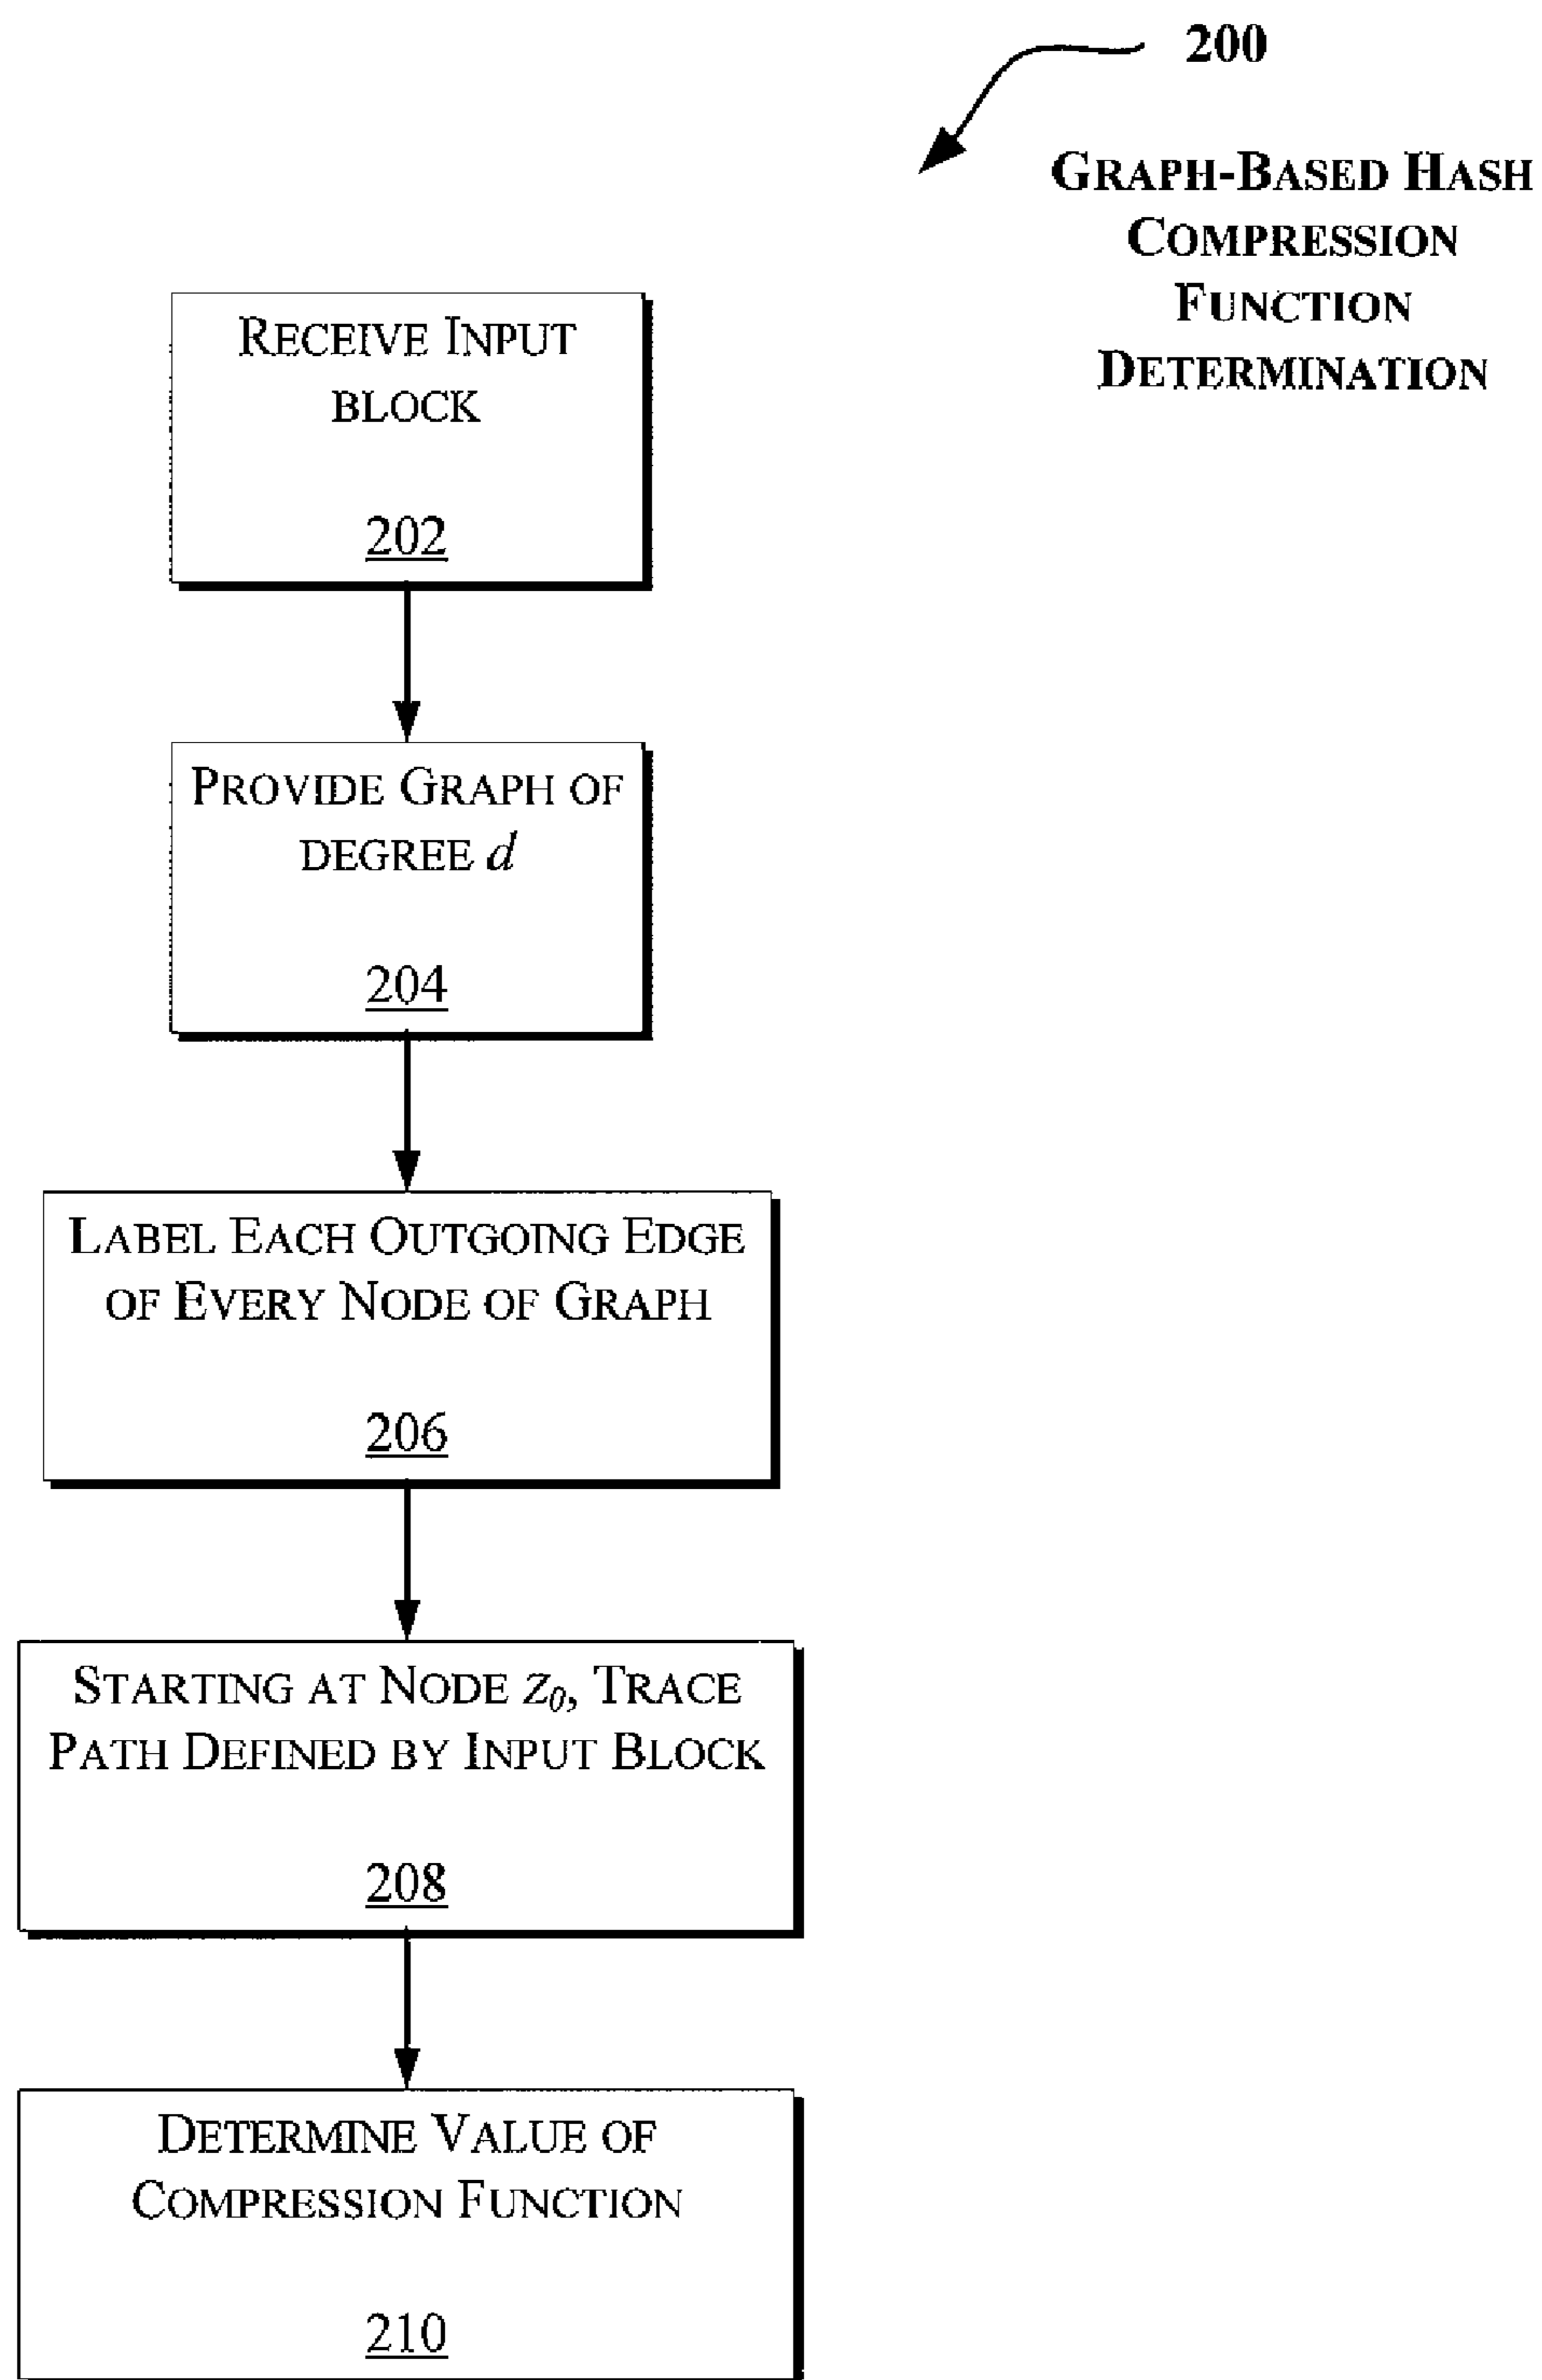 200
GRAPH-BASED HASH
COMPRESSION
FUNCTION
DETERMINATION
RECEIVE INPUT
BLOCK
202
PROVIDE GRAPH OF
DEGREE d
204
LABEL EACH OUTGOING EDGE
OF EVERY NODE OF GRAPH
206
STARTING AT NODE z0, TRACE
PATH DEFINED BY INPUT BLOCK
208
DETERMINE VALUE OF
COMPRESSION FUNCTION
210